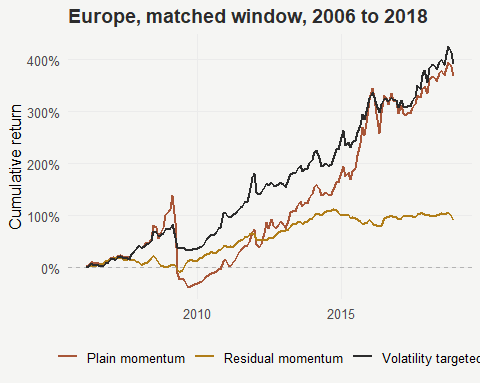 Europe, matched window, 2006 to 2018
Cumulative return
400%
300%
200%
100%
0%
2010 2015
Plain momentum Residual momentum Volatility targeted